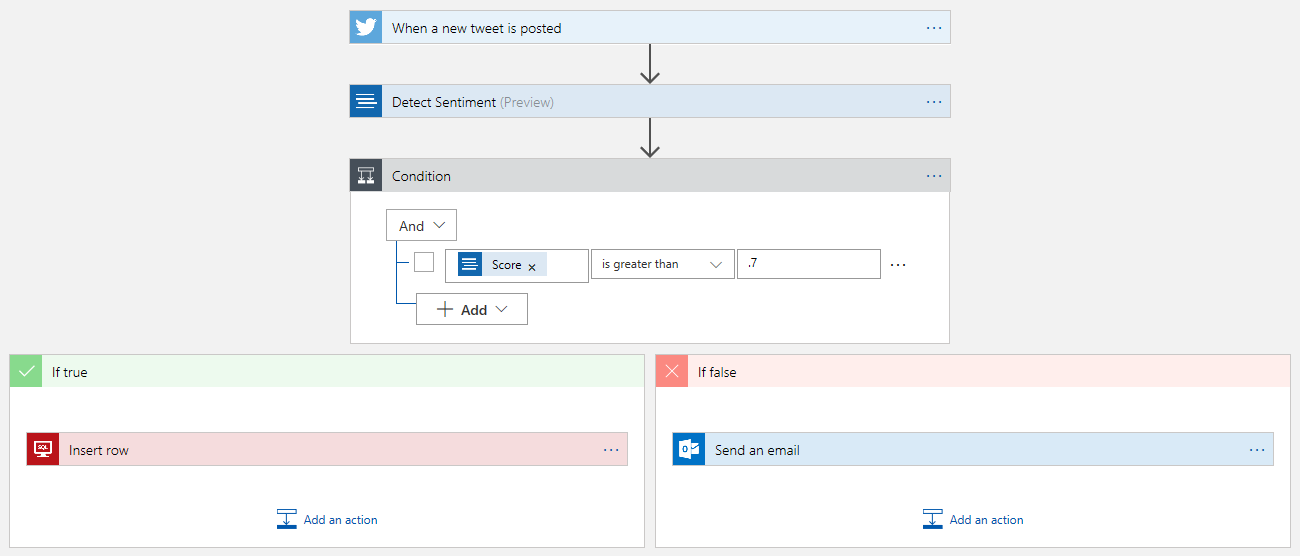 When a new tweet is posted
Detect Sentiment (Preview)
Condition
And
Score is greater than .7
Add
If true
If false
SQL Insert row
Send an email
Add an action
Add an action